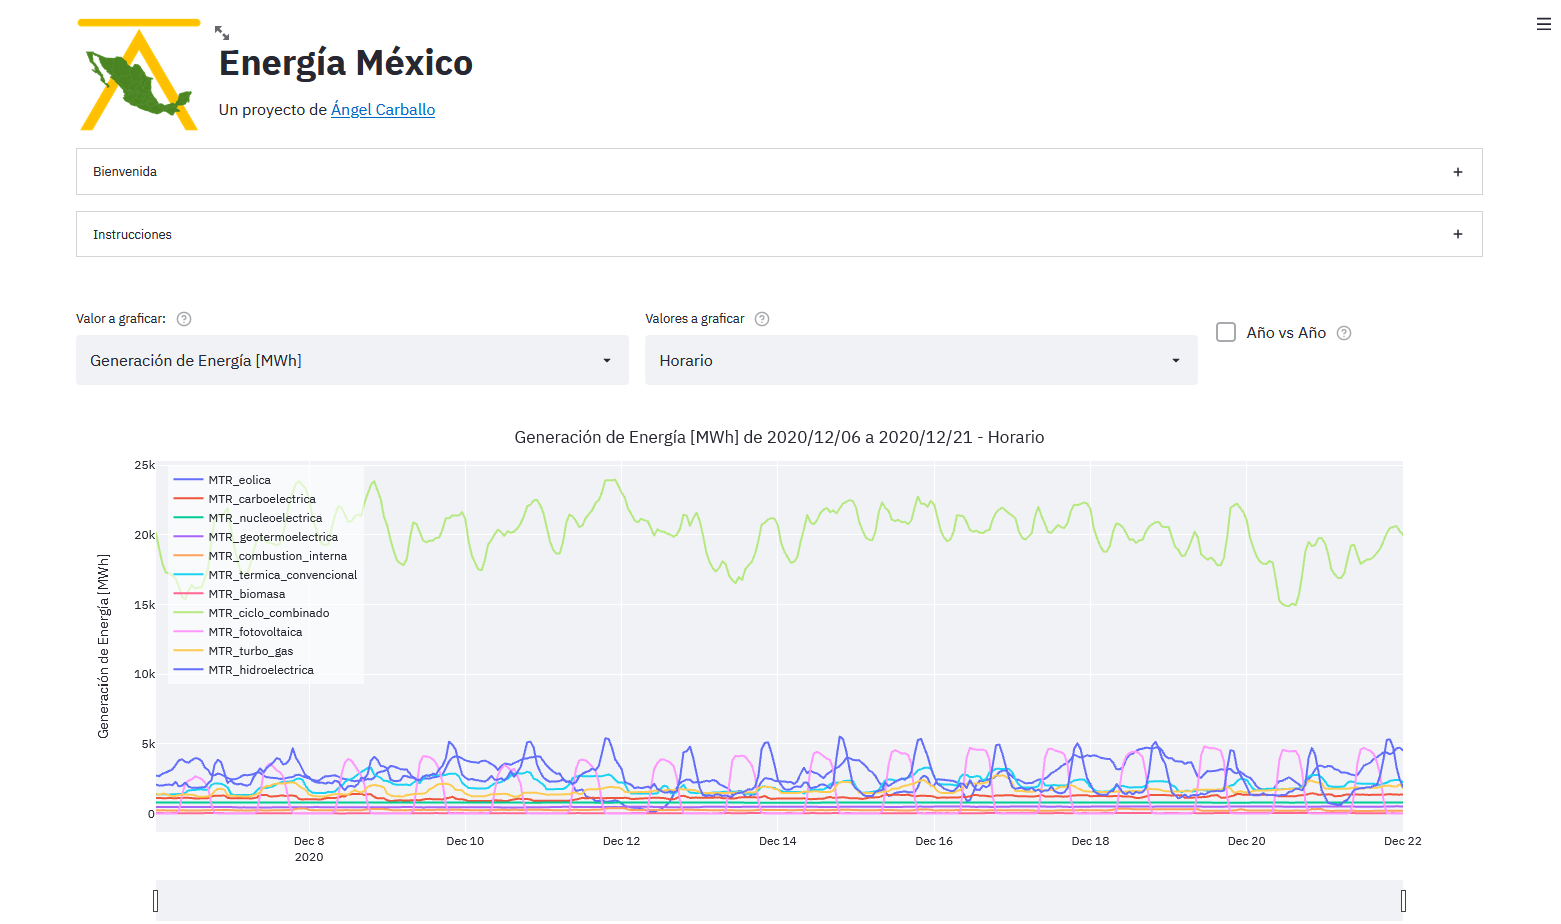 Energía México
Un proyecto de Ángel Carballo
Bienvenida
Instrucciones
Valor a graficar:
Generación de Energía [MWh]
Valores a graficar
Horario
Año vs Año
Generación de Energía [MWh] de 2020/12/06 a 2020/12/21 - Horario
Generación de Energía [MWh]
25k
20k
15k
10k
5k
0
MTR_eolica
MTR_carboelectrica
MTR_nucleoelectrica
MTR_geotermoelectrica
MTR_combustion_interna
MTR_termica_convencional
MTR_biomasa
MTR_ciclo_combinado
MTR_fotovoltaica
MTR_turbo_gas
MTR_hidroelectrica
Dec 8
2020
Dec 10
Dec 12
Dec 14
Dec 16
Dec 18
Dec 20
Dec 22